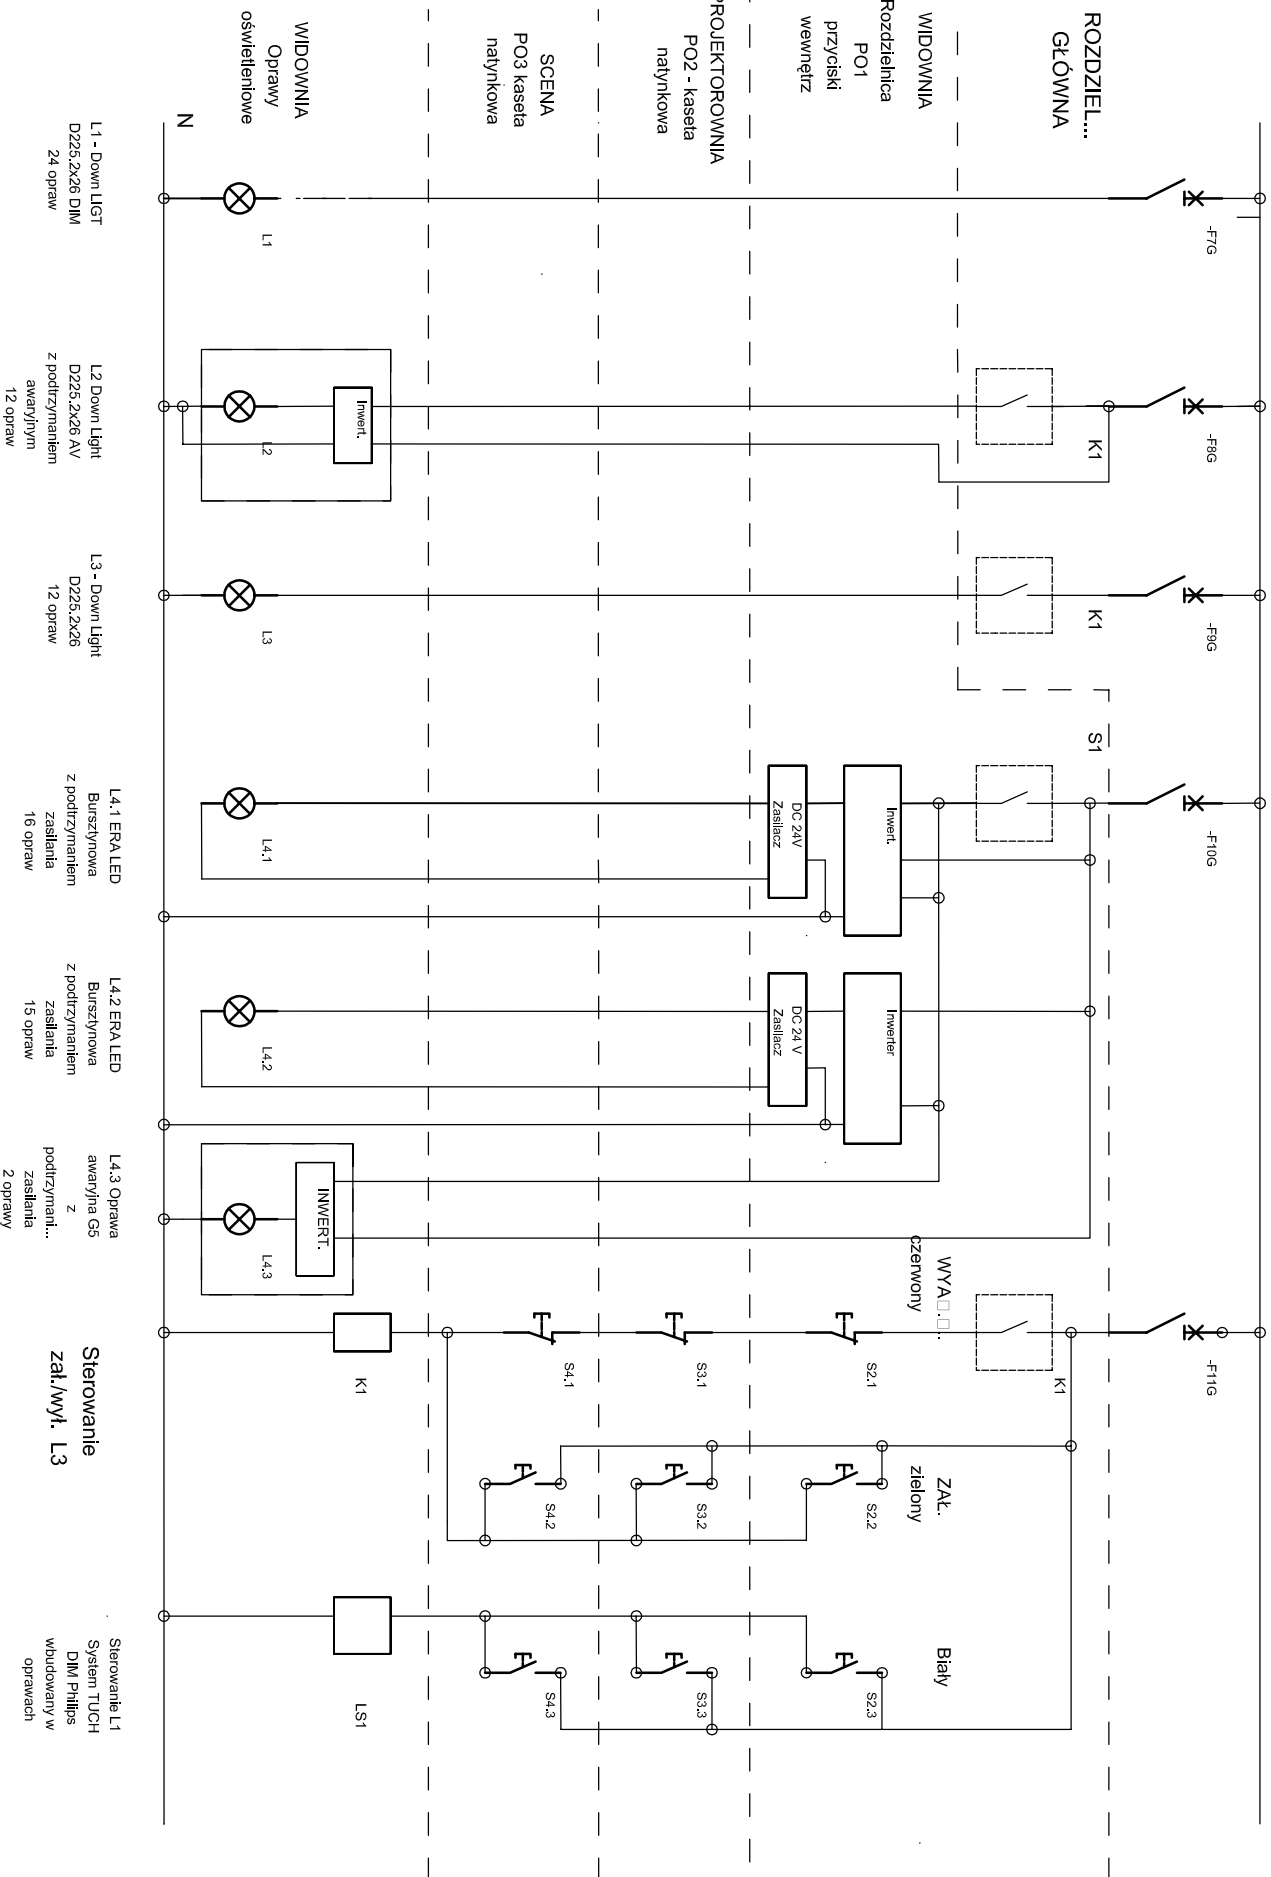 ROZDZIEL...
GŁÓWNA
WIDOWNIA
Rozdzielnica
PO1
przyciski
wewnętrz
PROJEKTOROWNIA
PO2 - kaseta
natynkowa
SCENA
PO3 kaseta
natynkowa
WIDOWNIA
Oprawy
oświetleniowe
N
-F7G
-F8G
-F9G
-F10G
-F11G
K1
K1
S1
K1
L1
Inwert.
L2
L3
Inwert.
DC 24V
Zasilacz
L4.1
Inwerter
DC 24 V
Zasilacz
L4.2
INWERT.
L4.3
czerwony
S2.1
S3.1
S4.1
K1
ZAŁ.
zielony
S2.2
S3.2
S4.2
Biały
S2.3
S3.3
S4.3
LS1
L1 - Down LIGT
D225.2x26 DIM
24 opraw
L2 Down Light
D225.2x26 AV
z podtrzymaniem
awaryjnym
12 opraw
L3 - Down Light
D225.2x26
12 opraw
L4.1 ERA LED
Bursztynowa
z podtrzymaniem
zasilania
16 opraw
L4.2 ERA LED
Bursztynowa
z podtrzymaniem
zasilania
15 opraw
L4.3 Oprawa
awaryjna G5
z
podtrzymani...
zasilania
2 oprawy
Sterowanie
zał./wył. L3
Sterowanie L1
System TUCH
DIM Philips
wbudowany w
oprawach